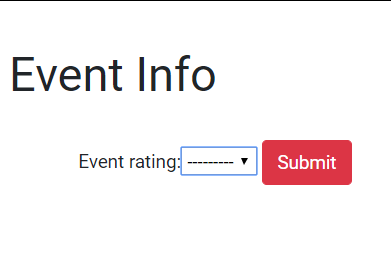 Event Info
Event rating: --------- Submit